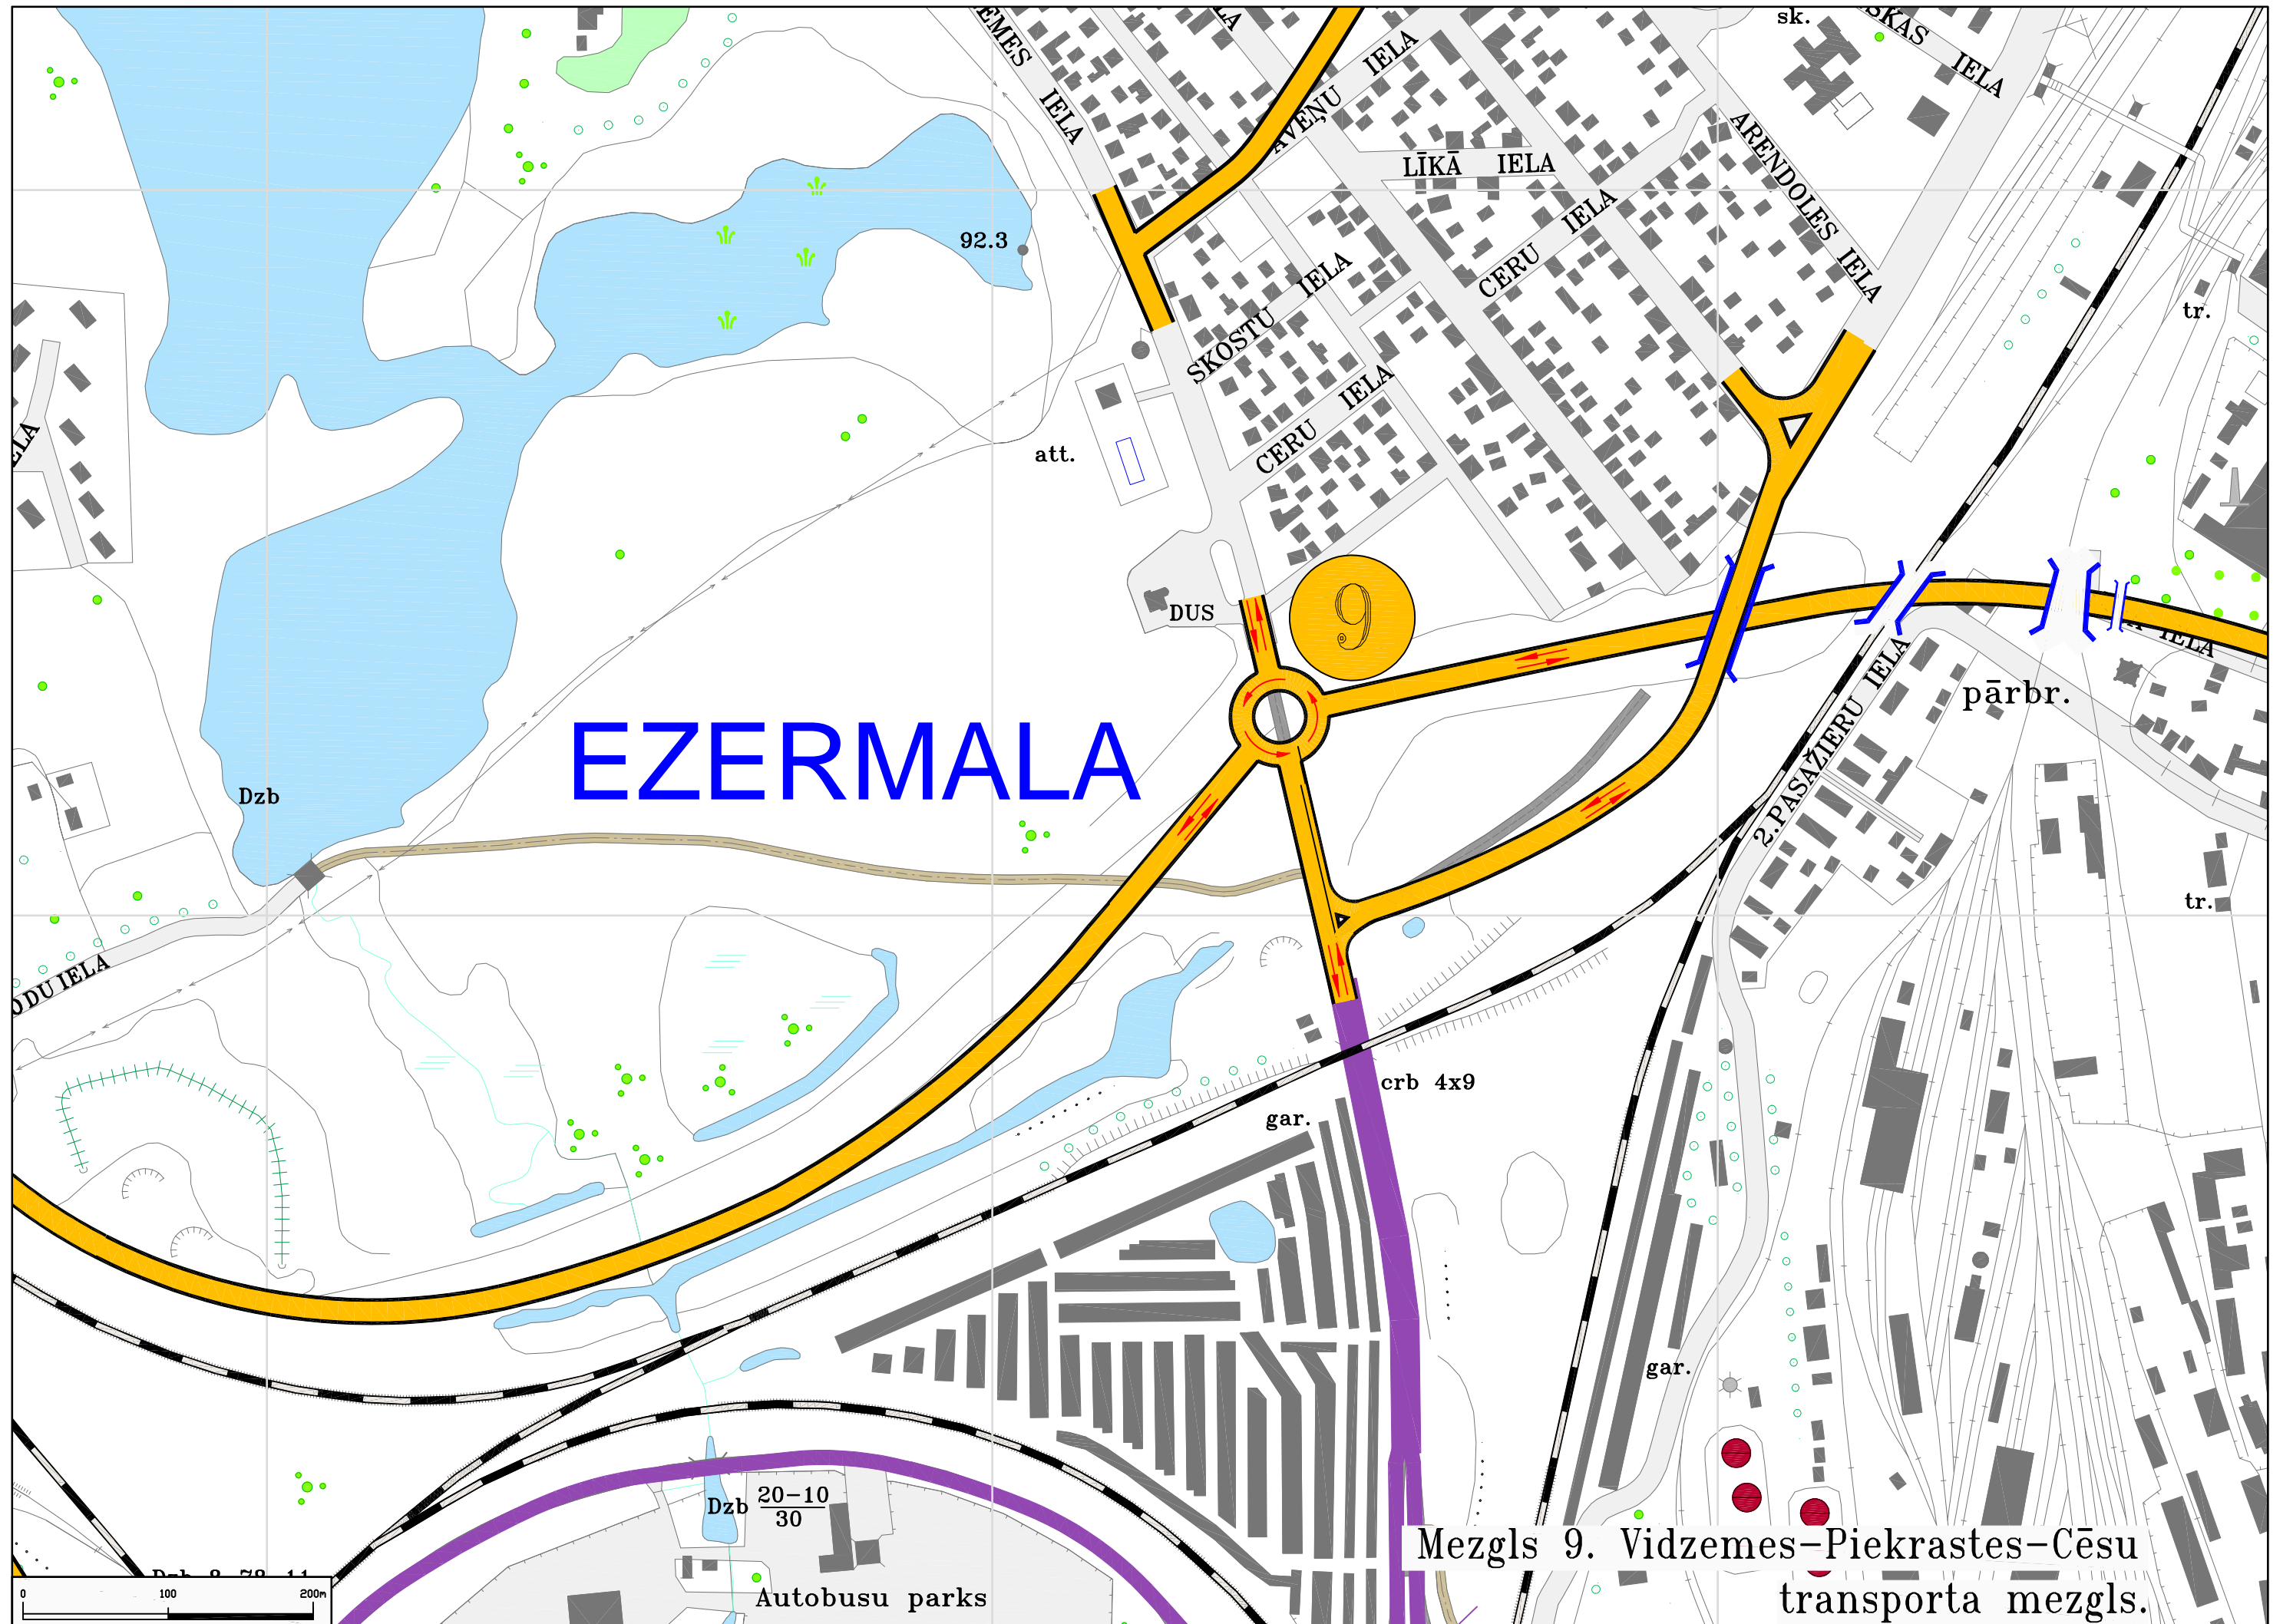 EMES IELA
LA
AVEŅU IELA
sk.
SKAS IELA
LĪKĀ IELA
ARENDOLES IELA
92.3
CERU IELA
SKOSTU IELA
tr.
CERU IELA
att.
ELA
9.
DUS
IELA
pārbr.
EZERMALA
2.PASAŽIERU IELA
Dzb
tr.
ODU IELA
crb 4x9
gar.
gar.
Dzb 20-10
30
Mezgls 9. Vidzemes-Piekrastes-Cēsu
transporta mezgls.
Autobusu parks
0 100 200m